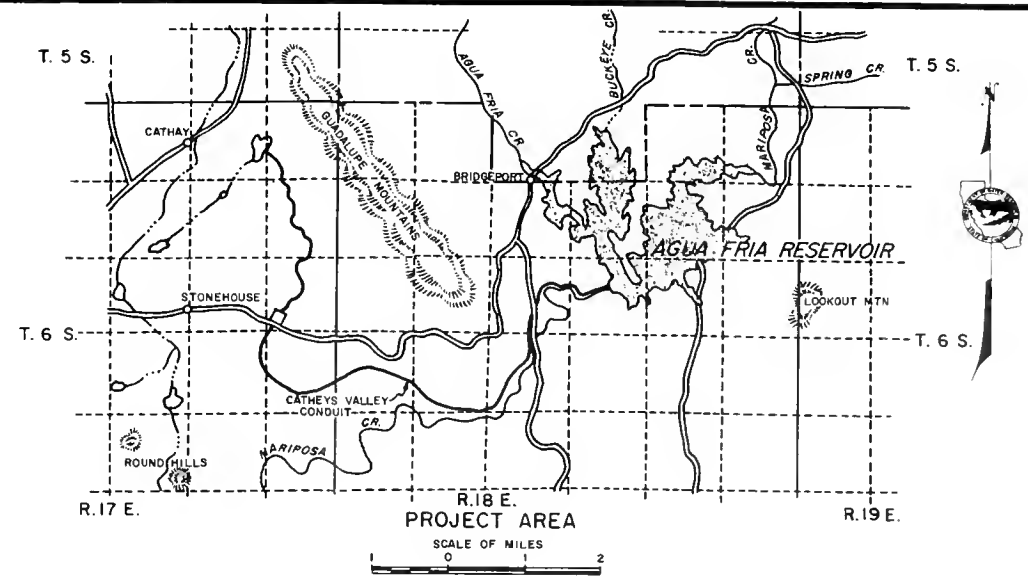 T. 5 S.
T. 5 S.
AGUA FRIA CR.
BUCKEYE CR.
CR.
MARIPOSA
SPRING CR.
N
CATHAY
GUADALUPE MOUNTAINS
BRIDGEPORT
AGUA FRIA RESERVOIR
STONEHOUSE
LOOKOUT MTN
T. 6 S.
T. 6 S.
CATHEYS VALLEY
CONDUIT
MARIPOSA CR.
ROUND HILLS
R.17 E.
R.18 E.
R.19 E.
PROJECT AREA
SCALE OF MILES
1 0 1 2